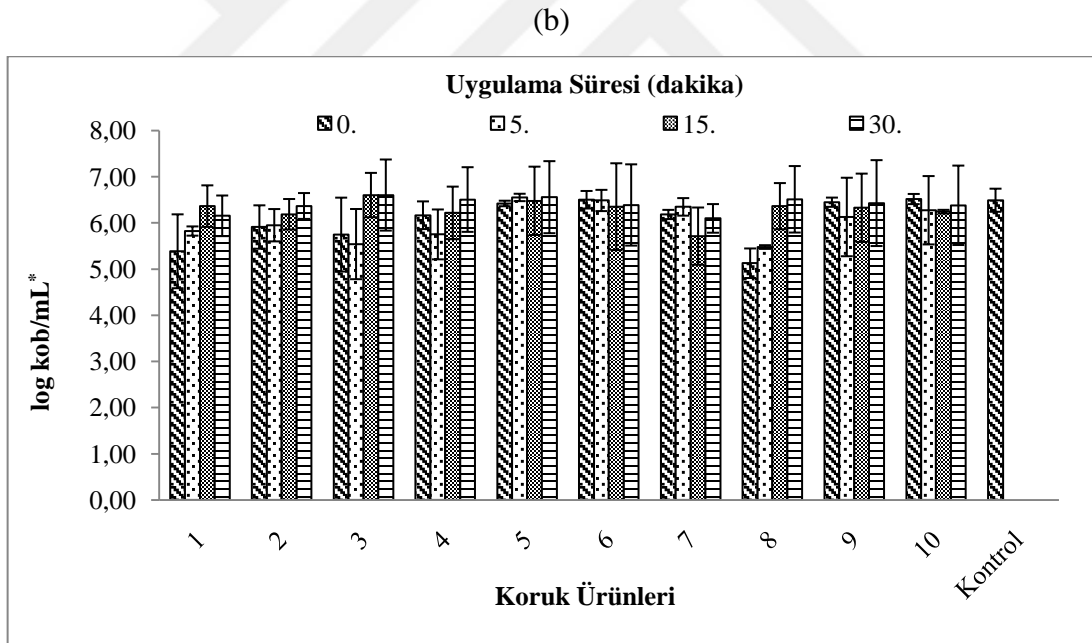 (b)
Uygulama Süresi (dakika)
0. 5. 15. 30.
8,00
7,00
6,00
5,00
4,00
3,00
2,00
1,00
0,00
log kob/mL*
1 2 3 4 5 6 7 8 9 10 Kontrol
Koruk Ürünleri